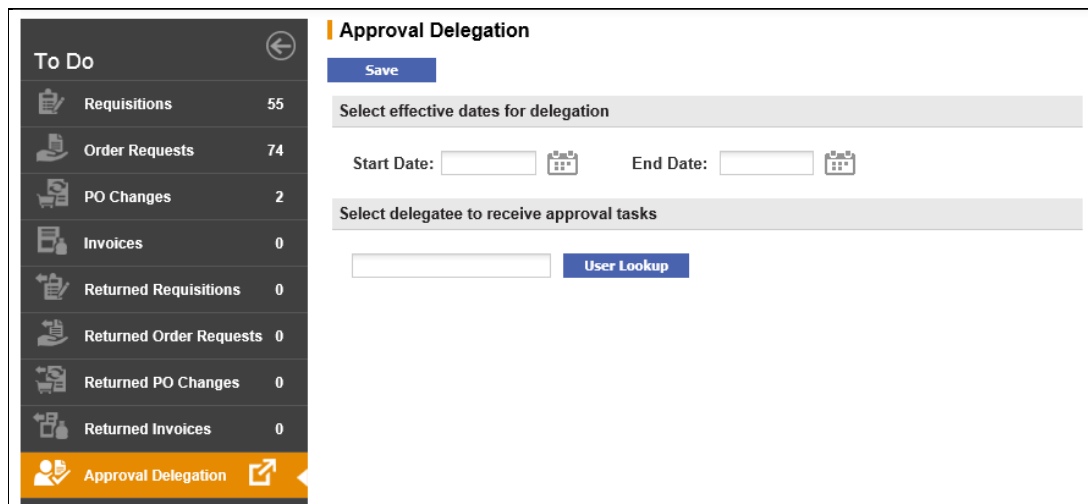 To Do
Requisitions 55
Order Requests 74
PO Changes 2
Invoices 0
Returned Requisitions 0
Returned Order Requests 0
Returned PO Changes 0
Returned Invoices 0
Approval Delegation
Approval Delegation
Save
Select effective dates for delegation
Start Date: End Date:
Select delegatee to receive approval tasks
User Lookup